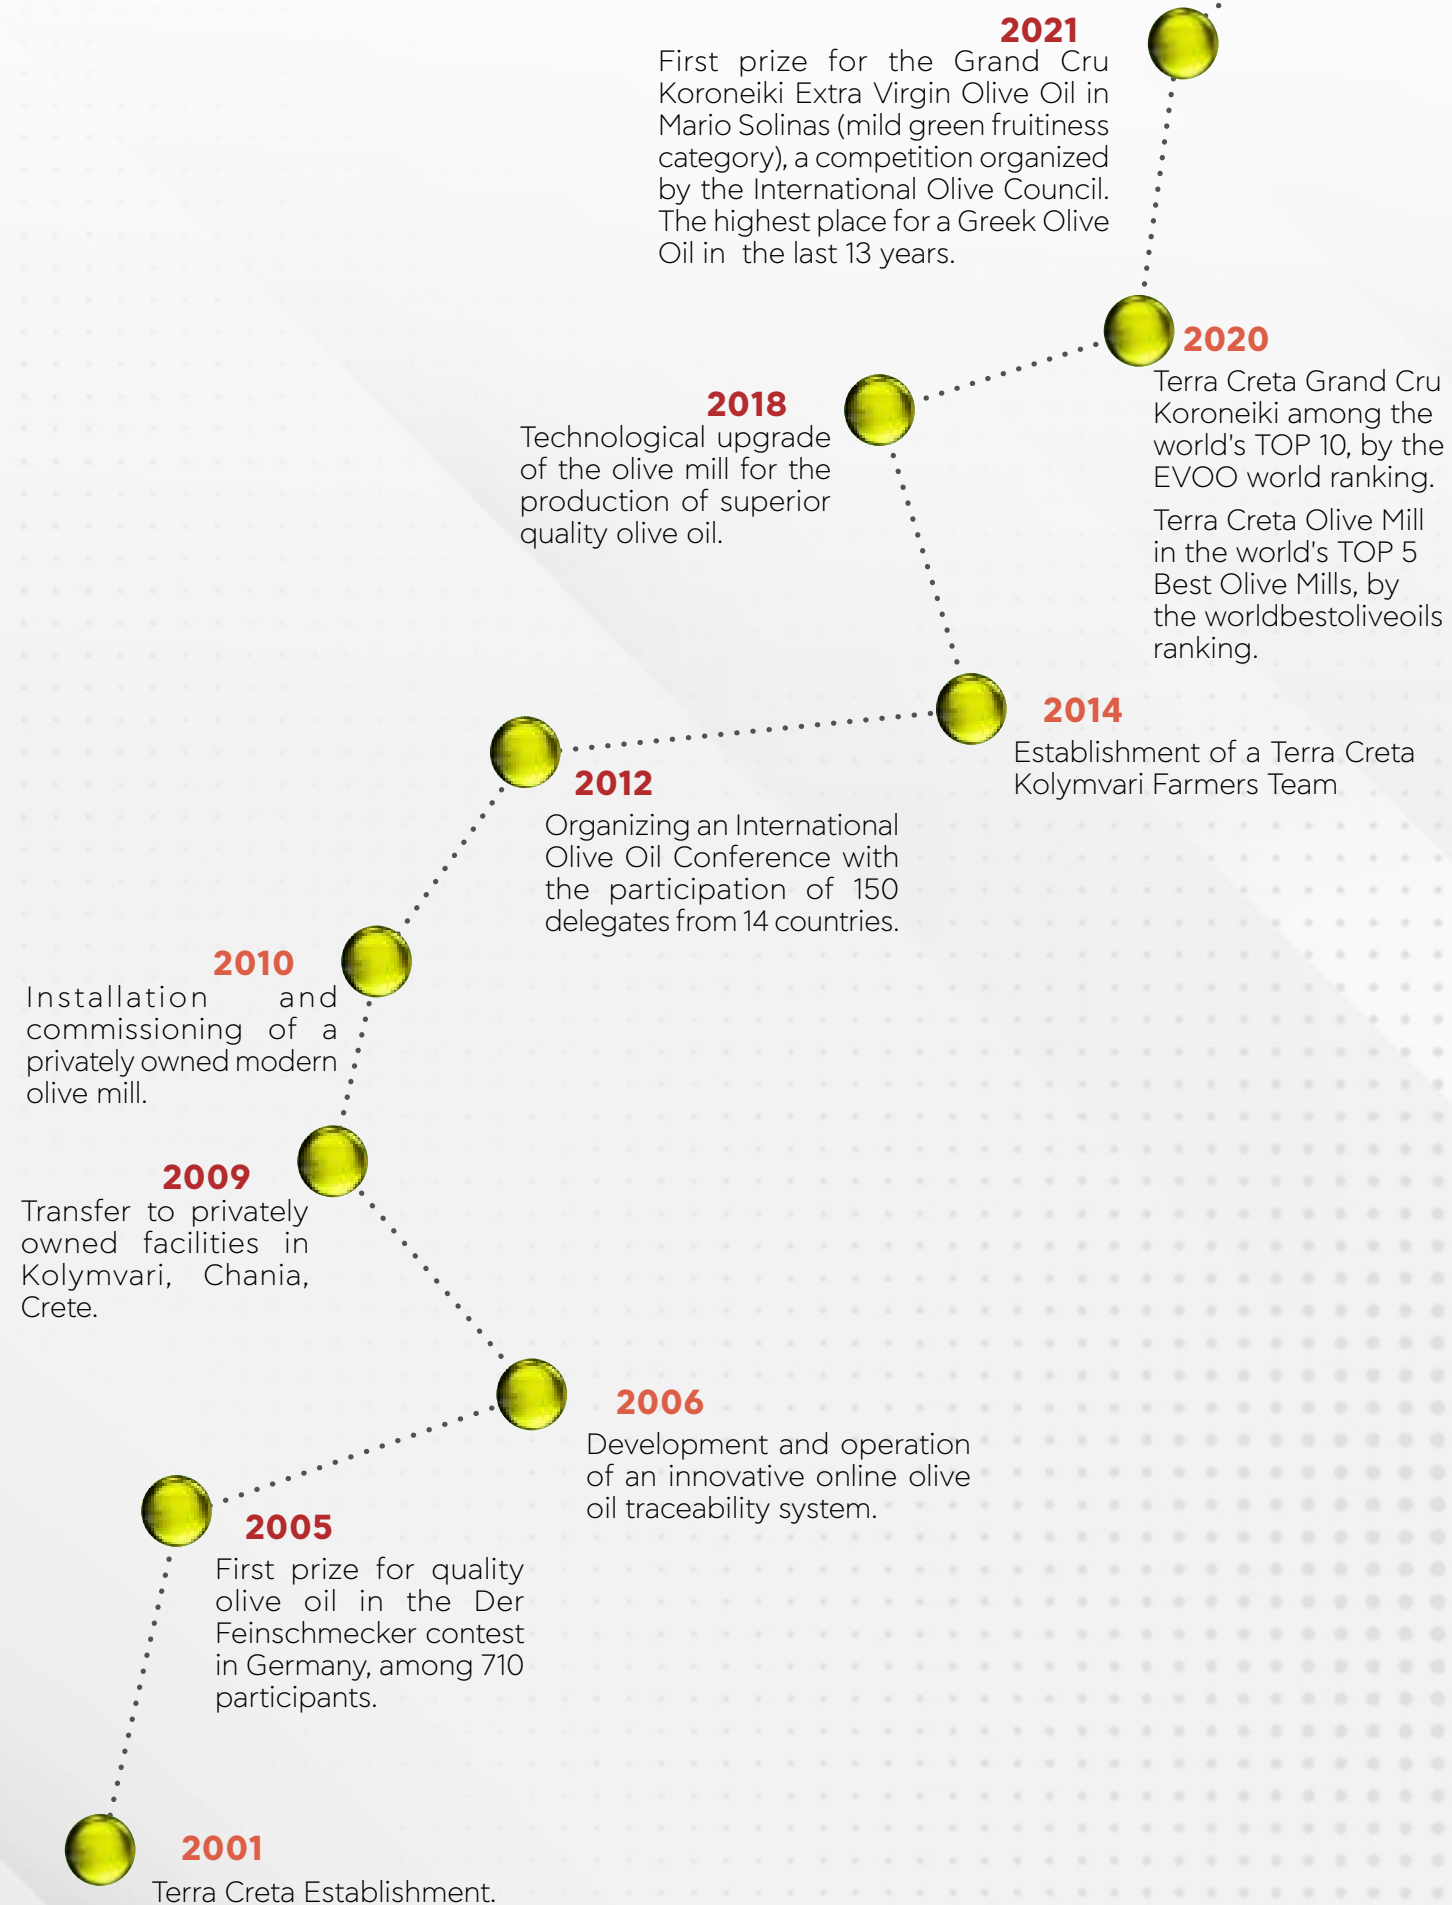 2021
First prize for the Grand Cru
Koroneiki Extra Virgin Olive Oil in
Mario Solinas (mild green fruitiness
category), a competition organized
by the International Olive Council.
The highest place for a Greek Olive
Oil in the last 13 years.
2020
Terra Creta Grand Cru
Koroneiki among the
world's TOP 10, by the
EVOO world ranking.
Terra Creta Olive Mill
in the world's TOP 5
Best Olive Mills, by
the worldbestoliveoils
ranking.
2018
Technological upgrade
of the olive mill for the
production of superior
quality olive oil.
2014
Establishment of a Terra Creta
Kolymvari Farmers Team
2012
Organizing an International
Olive Oil Conference with
the participation of 150
delegates from 14 countries.
2010
Installation and
commissioning of a
privately owned modern
olive mill.
2009
Transfer to privately
owned facilities in
Kolymvari, Chania,
Crete.
2006
Development and operation
of an innovative online olive
oil traceability system.
2005
First prize for quality
olive oil in the Der
Feinschmecker contest
in Germany, among 710
participants.
2001
Terra Creta Establishment.